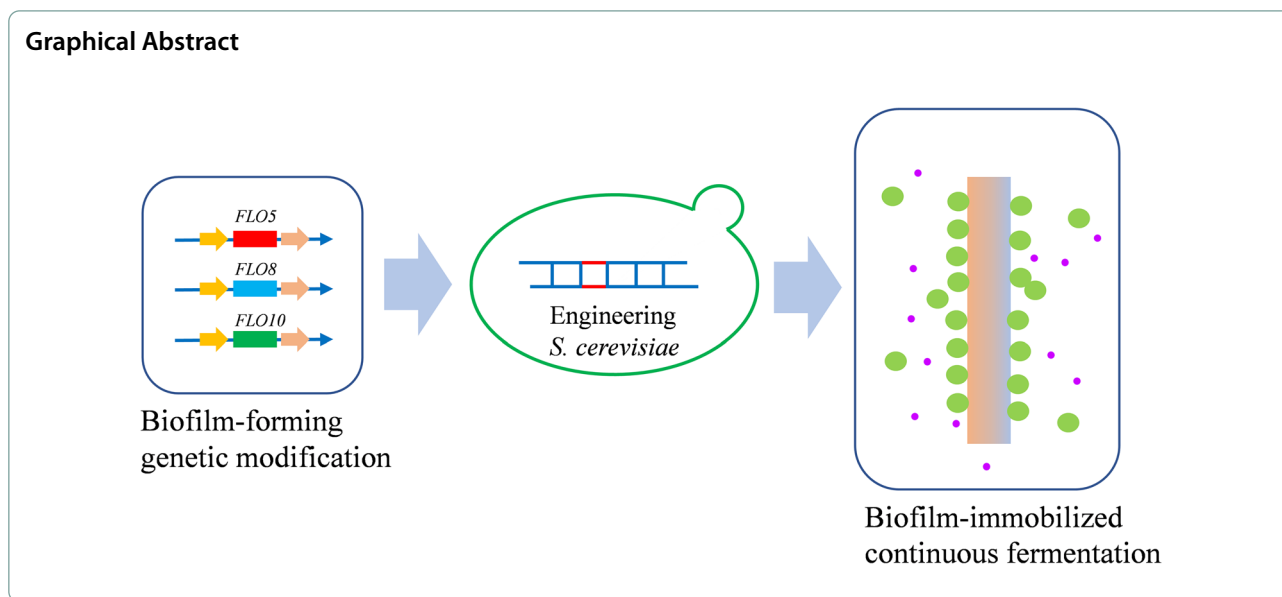 Graphical Abstract
FLO5
FLO8
FLO10
Biofilm-forming
genetic modification
Engineering
S. cerevisiae
Biofilm-immobilized
continuous fermentation